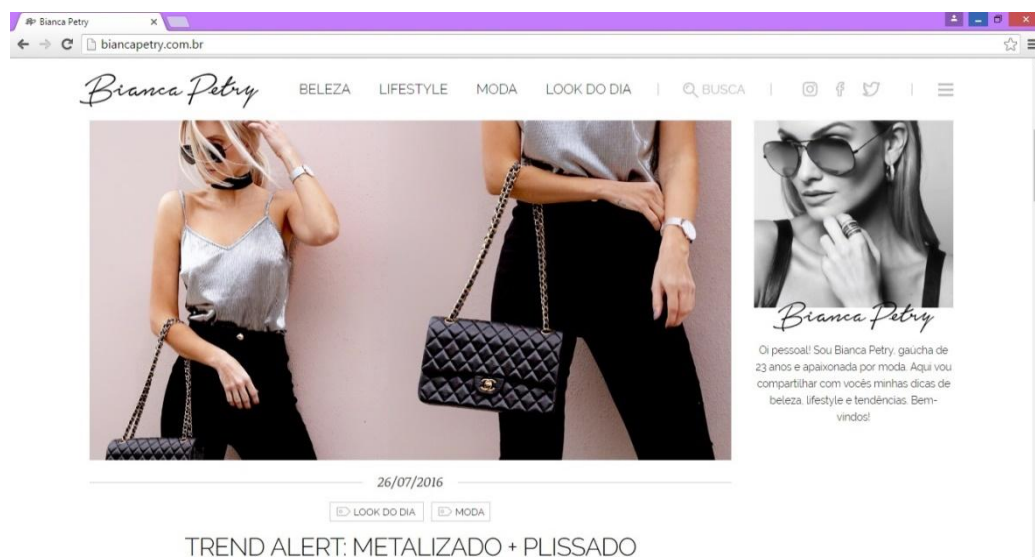 Bianca Petry
biancapetry.com.br
Bianca Petry BELEZA LIFESTYLE MODA LOOK DO DIA | BUSCA | |
26/07/2016
LOOK DO DIA MODA
TREND ALERT: METALIZADO + PLISSADO
Bianca Petry
Oi pessoal! Sou Bianca Petry, gaúcha de
23 anos e apaixonada por moda. Aqui vou
compartilhar com vocês minhas dicas de
beleza, lifestyle e tendências. Bem-
vindos!